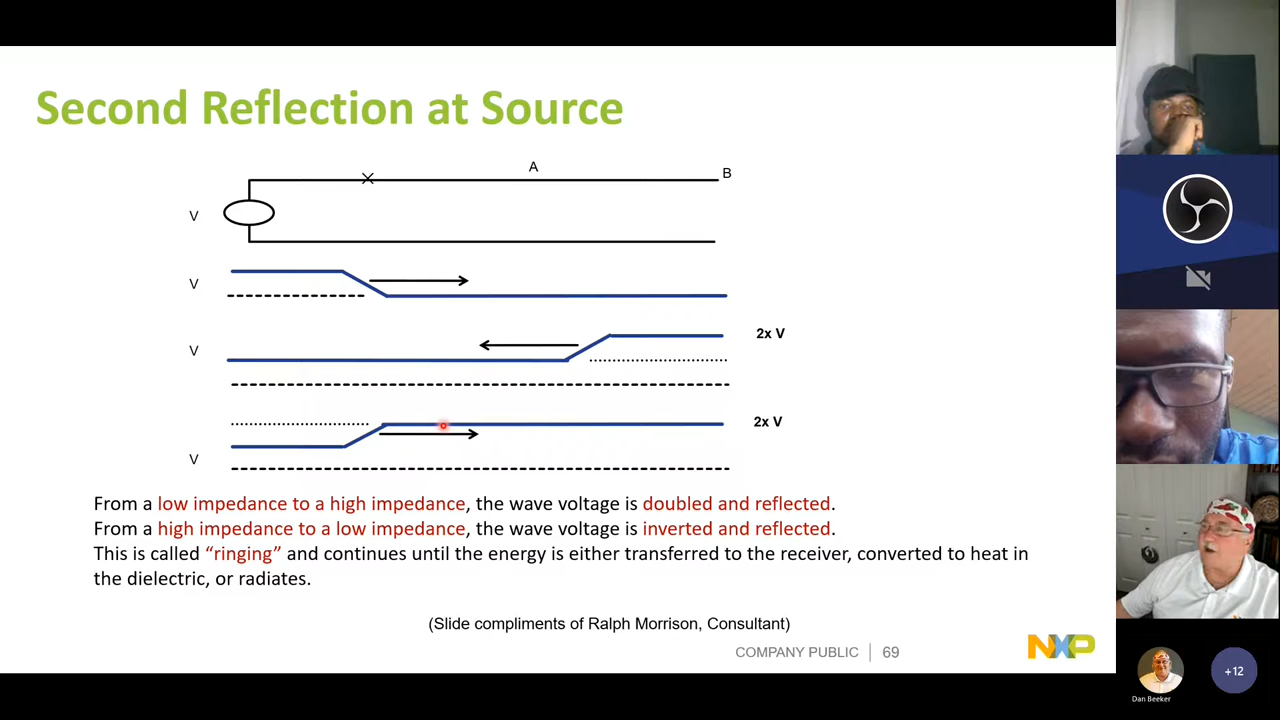 Second Reflection at Source
A
B
V
V
2x V
V
2x V
V
From a low impedance to a high impedance, the wave voltage is doubled and reflected.
From a high impedance to a low impedance, the wave voltage is inverted and reflected.
This is called “ringing” and continues until the energy is either transferred to the receiver, converted to heat in
the dielectric, or radiates.
(Slide compliments of Ralph Morrison, Consultant)
COMPANY PUBLIC | 69
NXP
Dan Beeker
+12